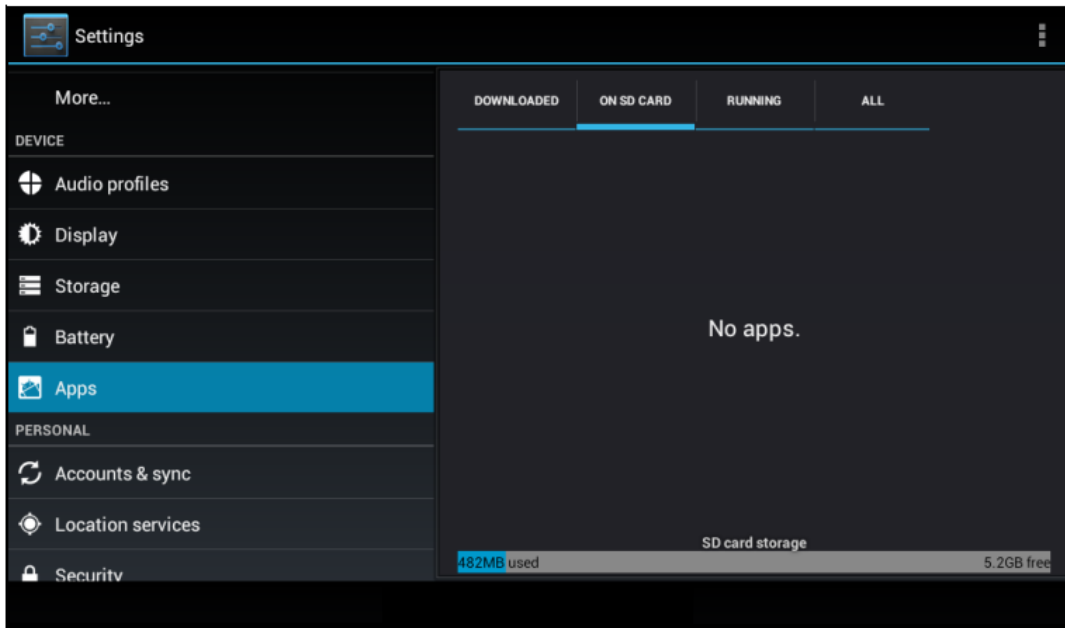 Settings
More...
DEVICE
Audio profiles
Display
Storage
Battery
Apps
PERSONAL
Accounts & sync
Location services
Security
DOWNLOADED
ON SD CARD
RUNNING
ALL
No apps.
SD card storage
482MB used
5.2GB free